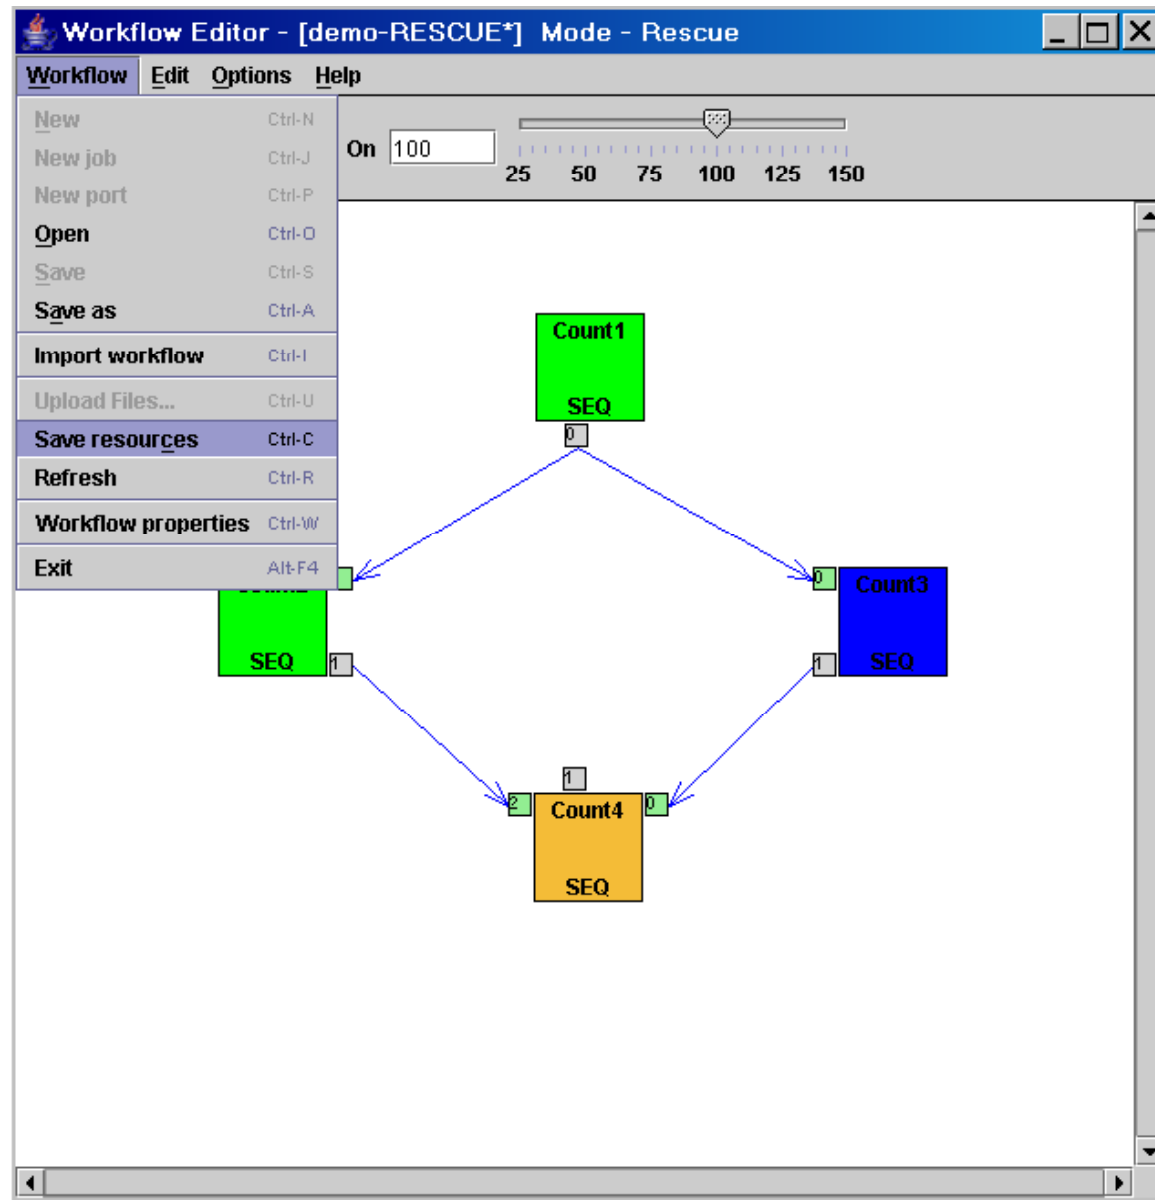 Workflow Editor - [demo-RESCUE*] Mode - Rescue
Workflow Edit Options Help
New Ctrl-N
New job Ctrl-J
New port Ctrl-P
Open Ctrl-O
Save Ctrl-S
Save as Ctrl-A
Import workflow Ctrl-I
Upload Files... Ctrl-U
Save resources Ctrl-C
Refresh Ctrl-R
Workflow properties Ctrl-W
Exit Alt-F4
On 100
25 50 75 100 125 150
Count1
SEQ
0
0 Count3
SEQ 1
1 SEQ
1
2 Count4 0
SEQ